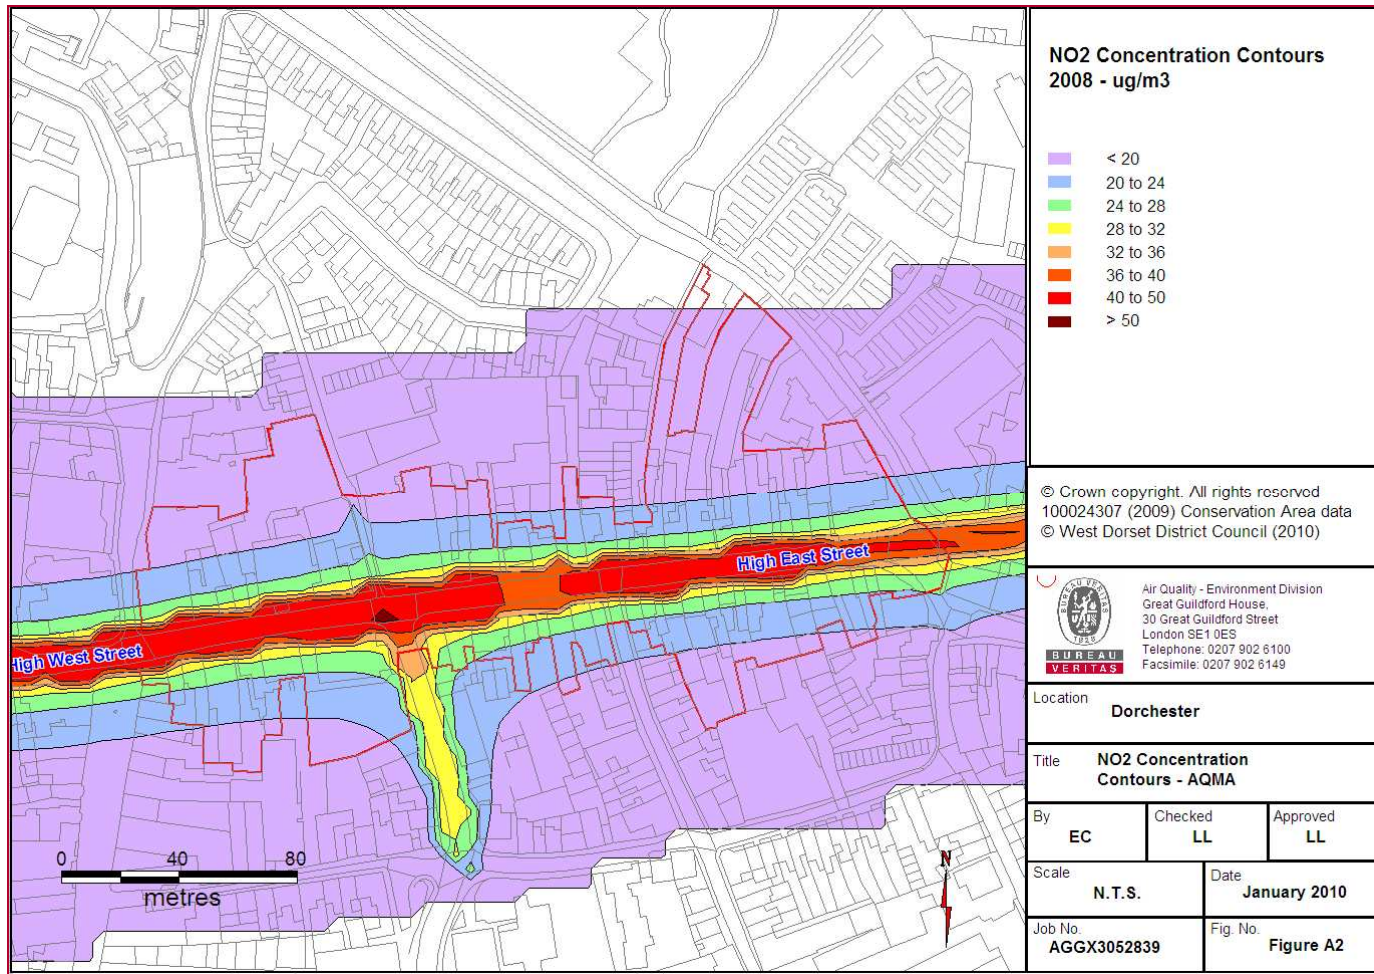 NO2 Concentration Contours
2008 - ug/m3
< 20
20 to 24
24 to 28
28 to 32
32 to 36
36 to 40
40 to 50
> 50
High East Street
High West Street
0 40 80
metres
N
© Crown copyright. All rights reserved
100024307 (2009) Conservation Area data
© West Dorset District Council (2010)
BUREAU VERITAS
1828
BUREAU
VERITAS
Air Quality - Environment Division
Great Guildford House,
30 Great Guildford Street
London SE1 0ES
Telephone: 0207 902 6100
Facsimile: 0207 902 6149
Location
Dorchester
Title
NO2 Concentration
Contours - AQMA
By
EC
Checked
LL
Approved
LL
Scale
N.T.S.
Date
January 2010
Job No.
AGGX3052839
Fig. No.
Figure A2